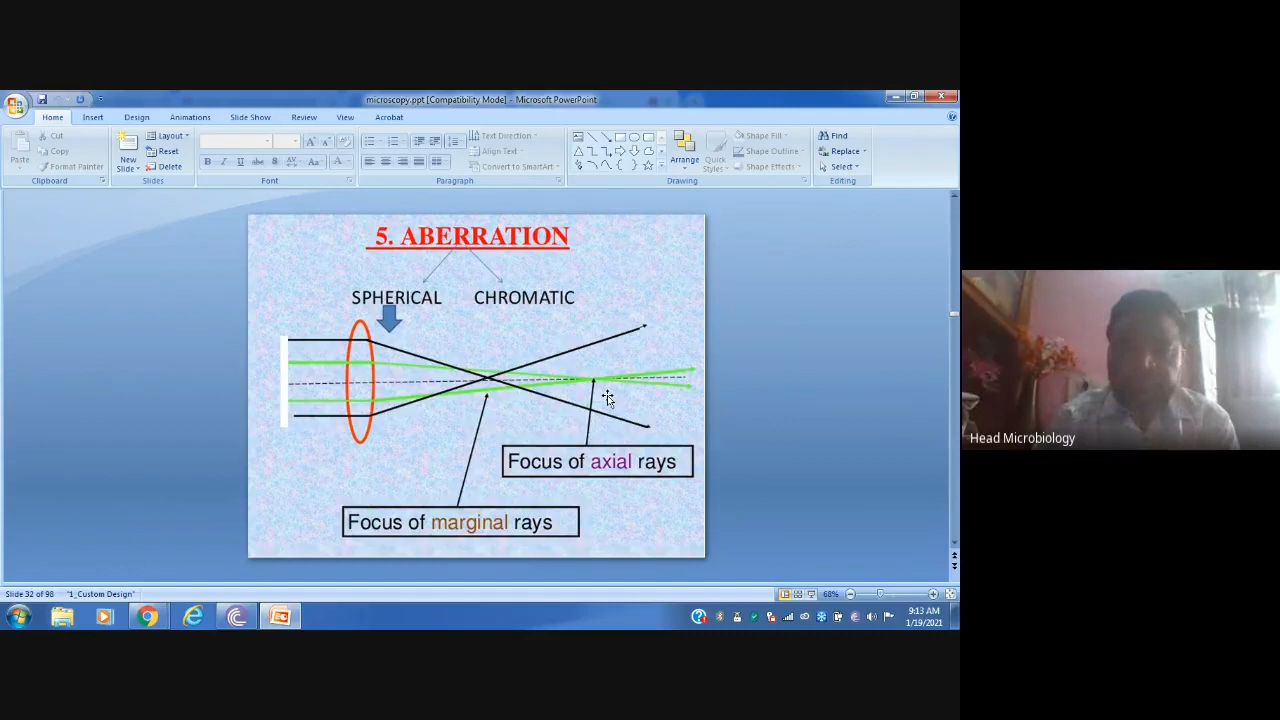 microscopy.ppt [Compatibility Mode] - Microsoft PowerPoint
Home Insert Design Animations Slide Show Review View Acrobat
Paste
Cut
Copy
Format Painter
Clipboard
New Slide
Layout
Reset
Delete
Slides
B I U abc S AV Aa A
Font
Text Direction
Align Text
Convert to SmartArt
Paragraph
Arrange
Quick Styles
Shape Fill
Shape Outline
Shape Effects
Drawing
Find
Replace
Select
Editing
5. ABERRATION
SPHERICAL CHROMATIC
Focus of axial rays
Focus of marginal rays
Head Microbiology
Slide 32 of 98 "1_Custom Design" 68%
9:13 AM
1/19/2021